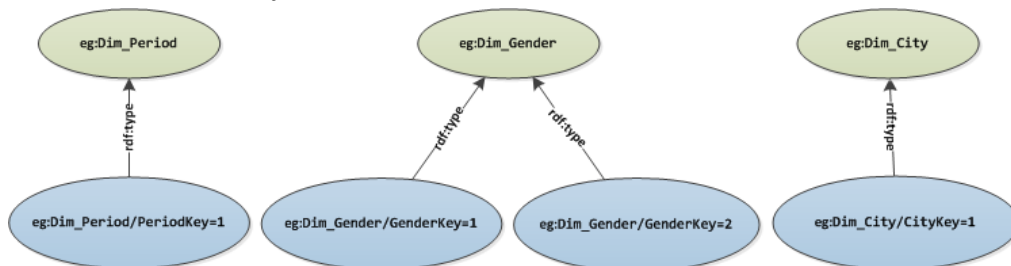 eg:Dim_Period
eg:Dim_Gender
eg:Dim_City
rdf:type
rdf:type
rdf:type
rdf:type
eg:Dim_Period/PeriodKey=1
eg:Dim_Gender/GenderKey=1
eg:Dim_Gender/GenderKey=2
eg:Dim_City/CityKey=1